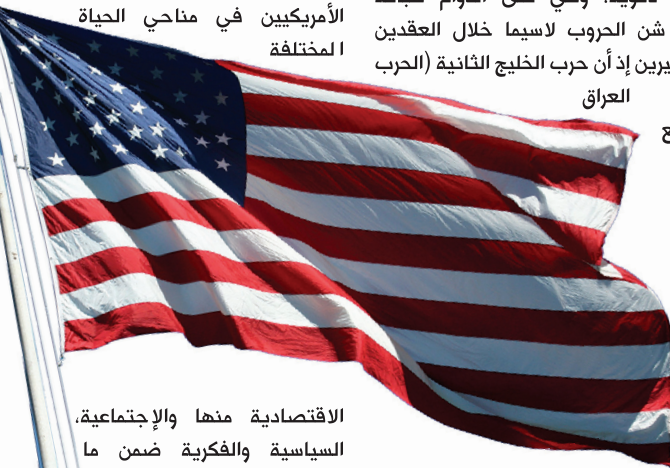 شن الحروب لاسيما خلال العقدين
يرين إذ أن حرب الخليج الثانية (الحرب
العراق
الأمريكيين في مناحي الحياة
المختلفة
الاقتصادية منها والإجتماعية،
السياسية والفكرية ضمن ما